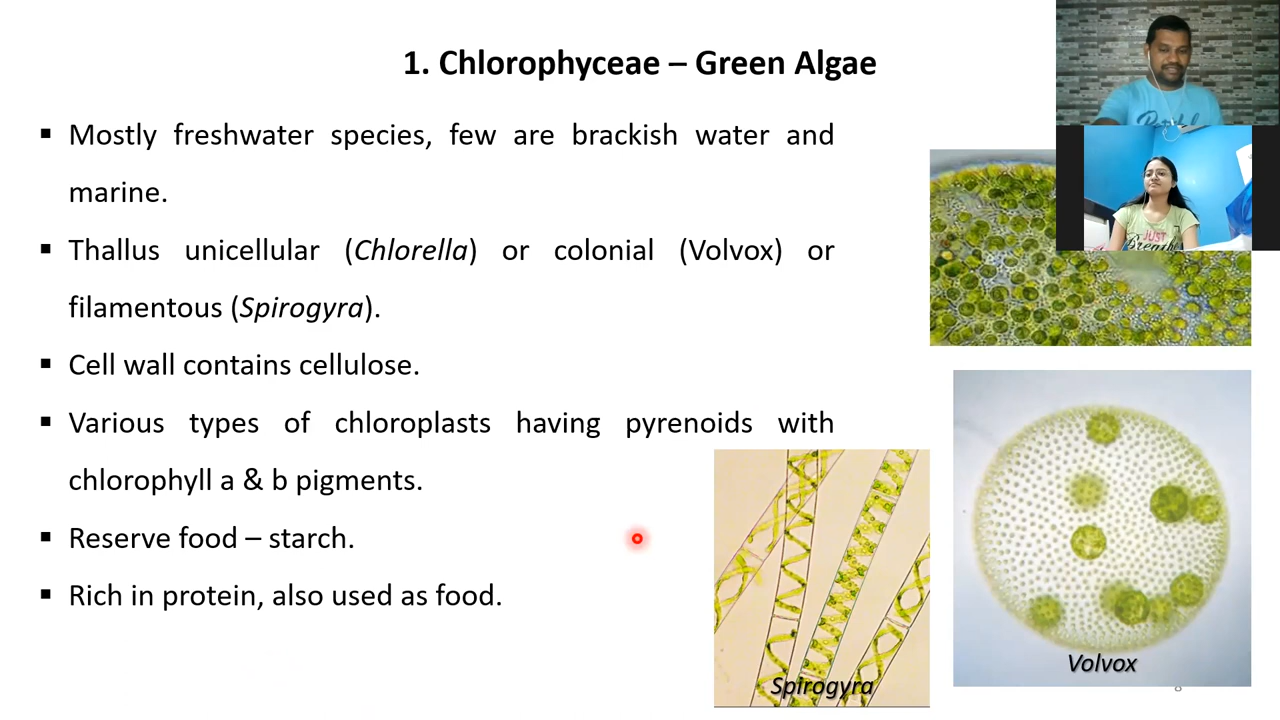 1. Chlorophyceae – Green Algae
▪ Mostly freshwater species, few are brackish water and
marine.
▪ Thallus unicellular (Chlorella) or colonial (Volvox) or
filamentous (Spirogyra).
▪ Cell wall contains cellulose.
▪ Various types of chloroplasts having pyrenoids with
chlorophyll a & b pigments.
▪ Reserve food – starch.
▪ Rich in protein, also used as food.
JUST
Breathe
Volvox
Spirogyra